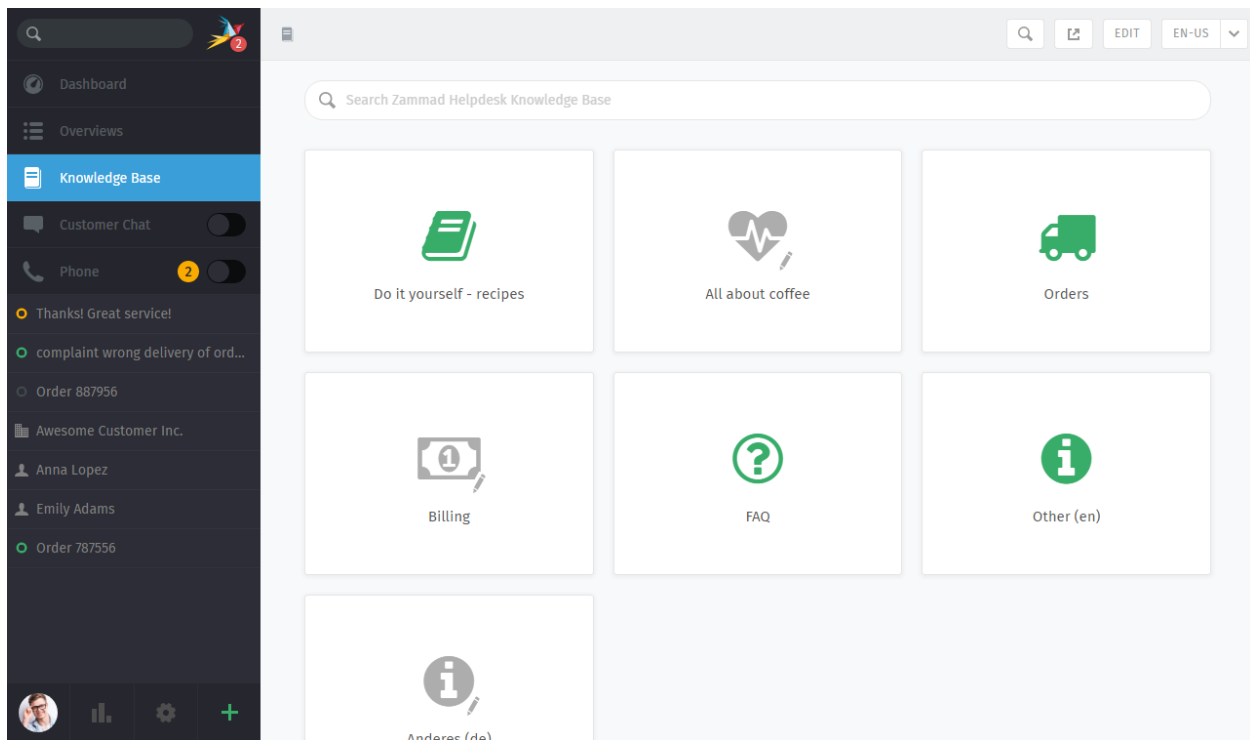 2
EDIT
EN-US
Dashboard
Overviews
Knowledge Base
Customer Chat
Phone
2
Thanks! Great service!
complaint wrong delivery of ord...
Order 887956
Awesome Customer Inc.
Anna Lopez
Emily Adams
Order 787556
Search Zammad Helpdesk Knowledge Base
Do it yourself - recipes
All about coffee
Orders
1
Billing
FAQ
Other (en)
Anderes (de)